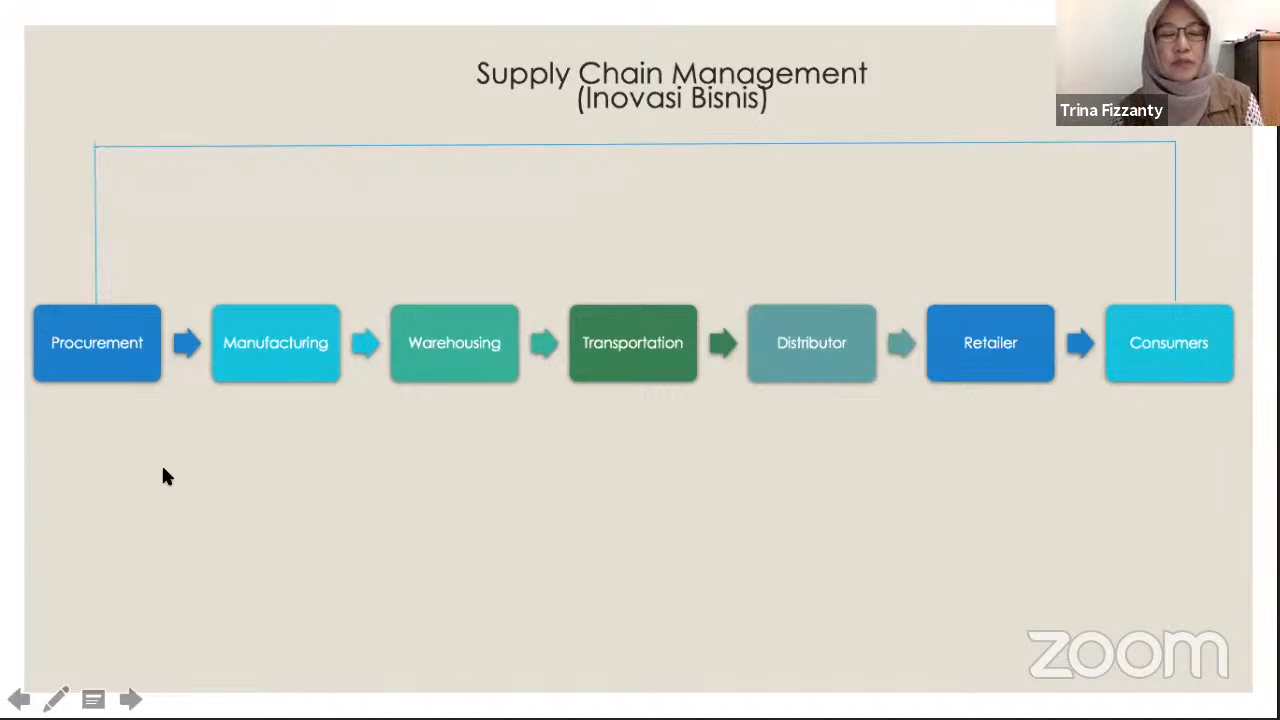 Supply Chain Management
(Inovasi Bisnis)
Trina Fizzanty
Procurement
Manufacturing
Warehousing
Transportation
Distributor
Retailer
Consumers
zoom